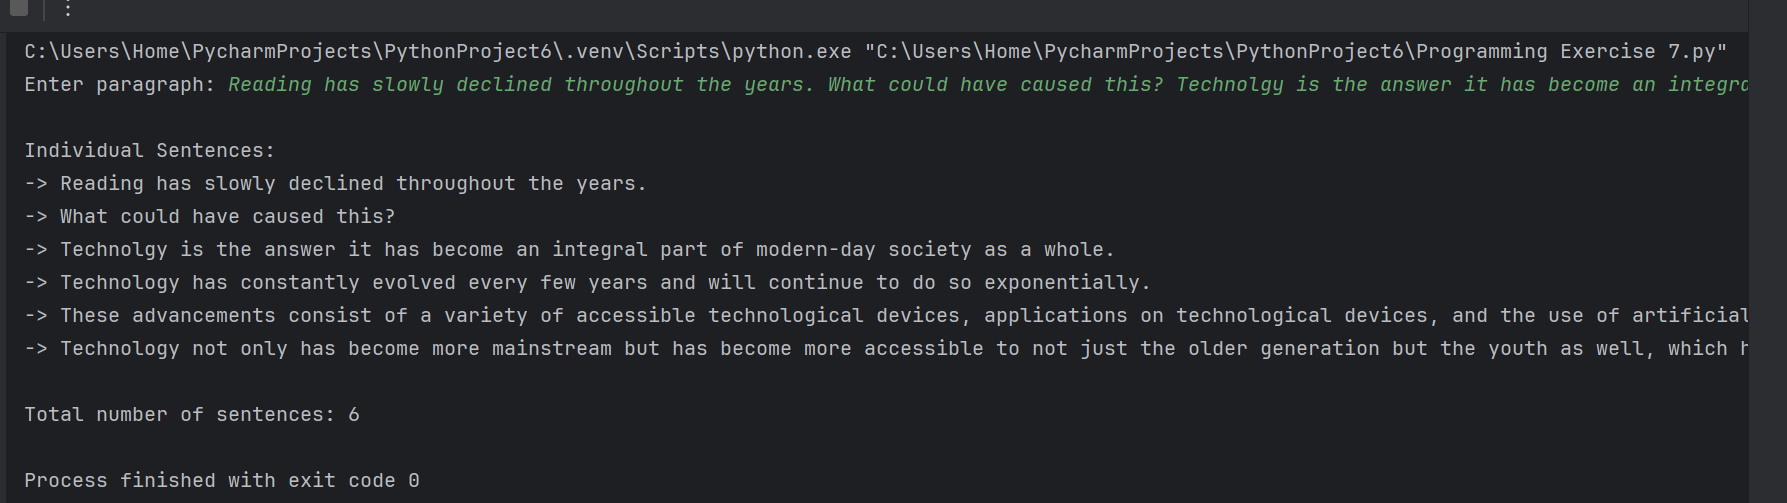 C:\Users\Home\PycharmProjects\PythonProject6\.venv\Scripts\python.exe "C:\Users\Home\PycharmProjects\PythonProject6\Programming Exercise 7.py"
Enter paragraph: Reading has slowly declined throughout the years. What could have caused this? Technolgy is the answer it has become an
Individual Sentences:
-> Reading has slowly declined throughout the years.
-> What could have caused this?
-> Technolgy is the answer it has become an integral part of modern-day society as a whole.
-> Technology has constantly evolved every few years and will continue to do so exponentially.
-> These advancements consist of a variety of accessible technological devices, applications on technological devices, and the use of artificial
-> Technology not only has become more mainstream but has become more accessible to not just the older generation but the youth as well, which
Total number of sentences: 6
Process finished with exit code 0